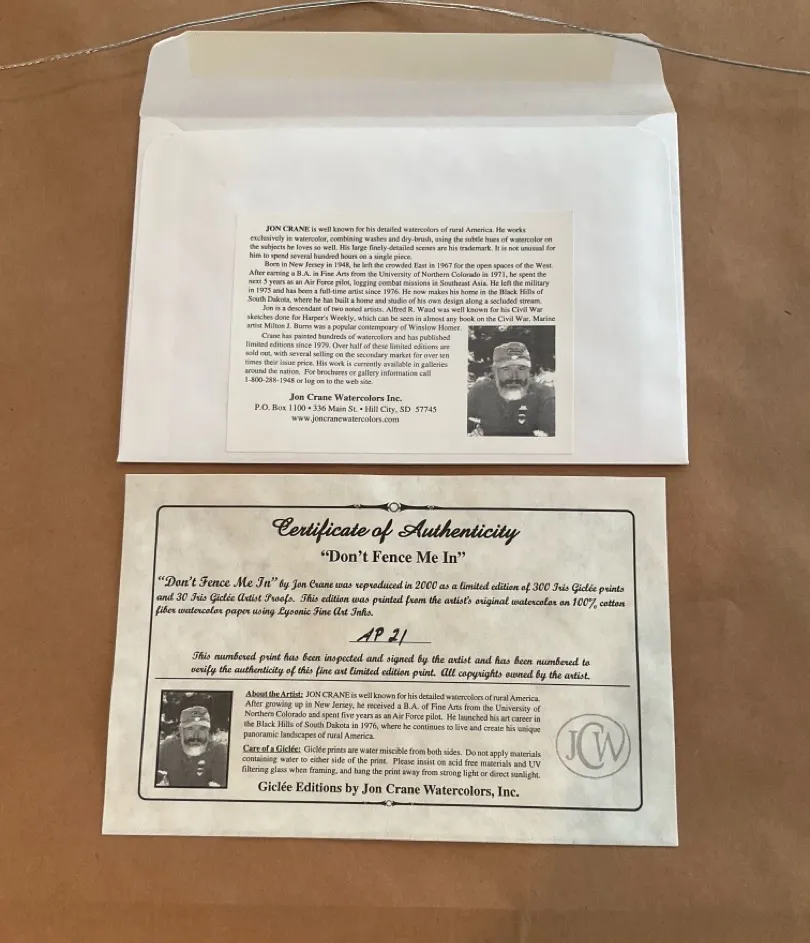 JON CRANE is well known for his detailed watercolors of rural America. He works
exclusively in watercolor, combining washes and dry-brush, using the subtle hues of watercolor on
the subjects he loves so well. His large finely-detailed scenes are his trademark. It is not unusual for
him to spend several hundred hours on a single piece.
Born in New Jersey in 1948, he left the crowded East in 1967 for the open spaces of the West.
After earning a B.A. in Fine Arts from the University of Northern Colorado in 1971, he spent the
next 5 years as an Air Force pilot, logging combat missions in Southeast Asia. He left the military
in 1975 and has been a full-time artist since 1976. He now makes his home in the Black Hills of
South Dakota, where he has built a home and studio of his own design along a secluded stream.
Jon is a descendant of two noted artists. Alfred R. Waud was well known for his Civil War
sketches done for Harper's Weekly, which can be seen in almost any book on the Civil War. Marine
artist Milton J. Burns was a popular contempoary of Winslow Homer.
Crane has painted hundreds of watercolors and has published
limited editions since 1979. Over half of these limited editions are
sold out, with several selling on the secondary market for over ten
times their issue price. His work is currently available in galleries
around the nation. For brochures or gallery information call
1-800-288-1948 or log on to the web site.
Jon Crane Watercolors Inc.
P.O. Box 1100 • 336 Main St. • Hill City, SD 57745
www.joncranewatercolors.com
Certificate of Authenticity
"Don't Fence Me In"
"Don't Fence Me In" by Jon Crane was reproduced in 2000 as a limited edition of 300 Iris Giclée prints
and 30 Iris Giclée Artist Proofs. This edition was printed from the artist's original watercolor on 100% cotton
fiber watercolor paper using Lysonic Fine Art Inks.
AP 21
This numbered print has been inspected and signed by the artist and has been numbered to
verify the authenticity of this fine art limited edition print. All copyrights owned by the artist.
About the Artist: JON CRANE is well known for his detailed watercolors of rural America.
After growing up in New Jersey, he received a B.A. of Fine Arts from the University of
Northern Colorado and spent five years as an Air Force pilot. He launched his art career in
the Black Hills of South Dakota in 1976, where he continues to live and create his unique
panoramic landscapes of rural America.
Care of a Giclée: Giclée prints are water miscible from both sides. Do not apply materials
containing water to either side of the print. Please insist on acid free materials and UV
filtering glass when framing, and hang the print away from strong light or direct sunlight.
JCW
Giclée Editions by Jon Crane Watercolors, Inc.